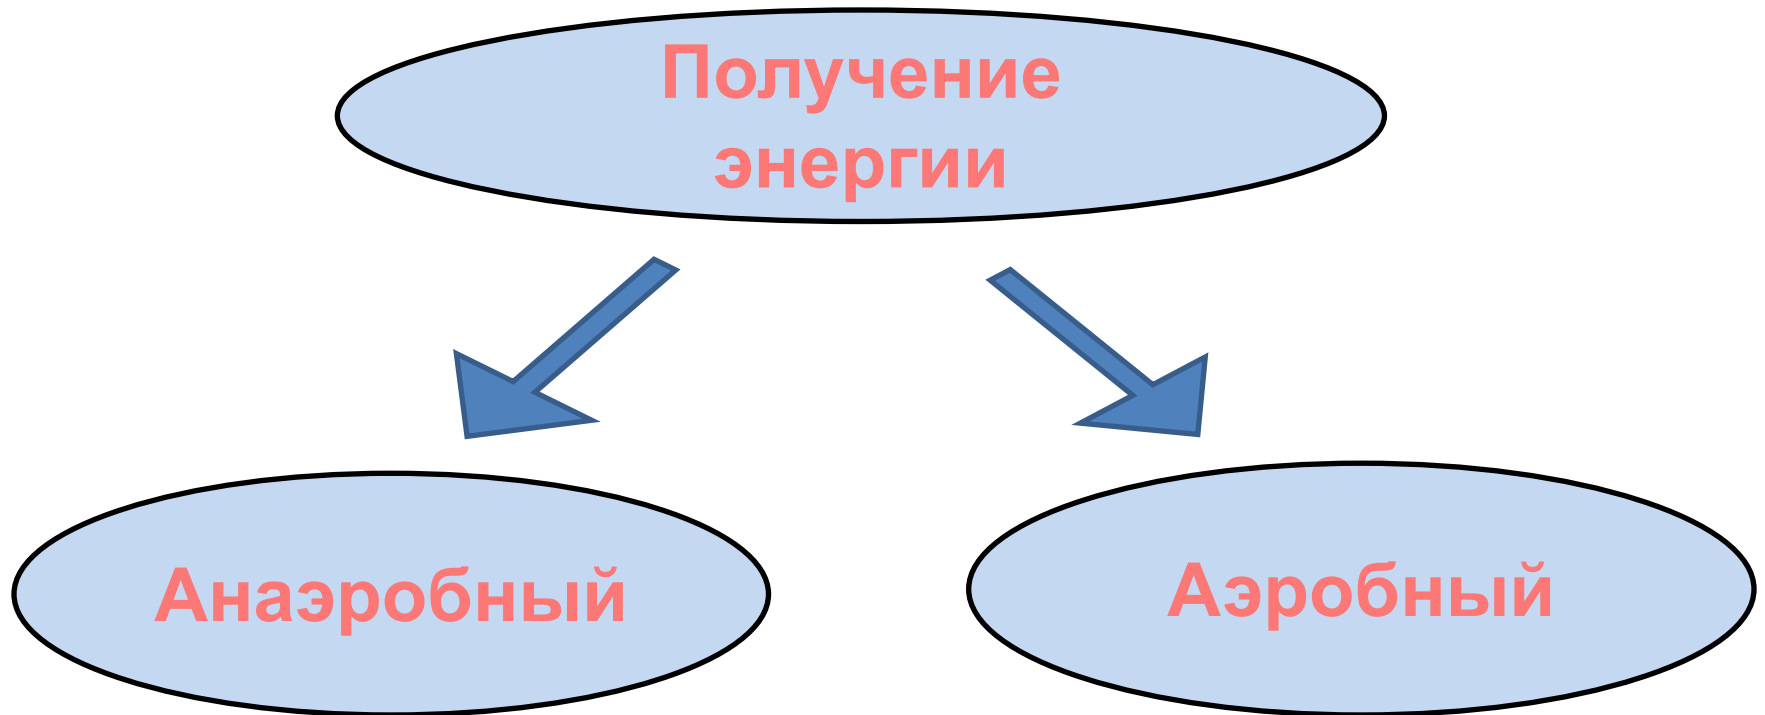 Получение
энергии
Анаэробный
Аэробный